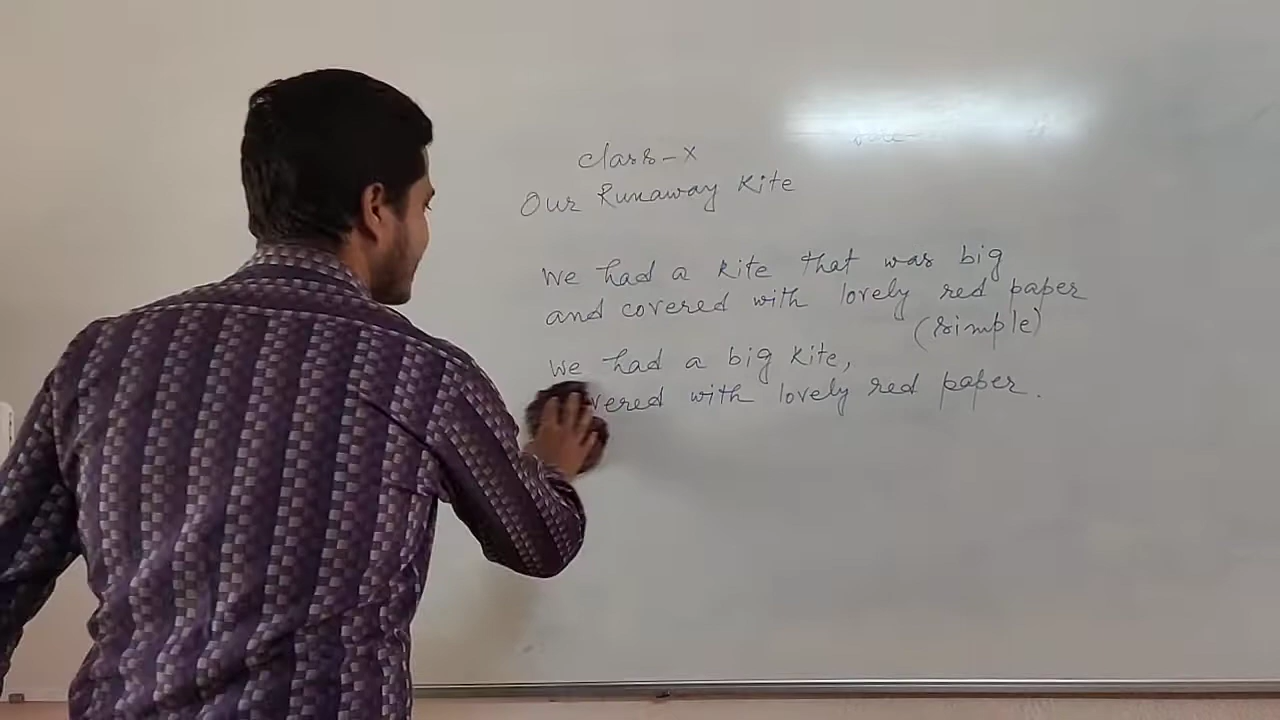 Class-X
Our Runaway Kite
We had a kite that was big
and covered with lovely red paper
(simple)
We had a big kite,
vered with lovely red paper.